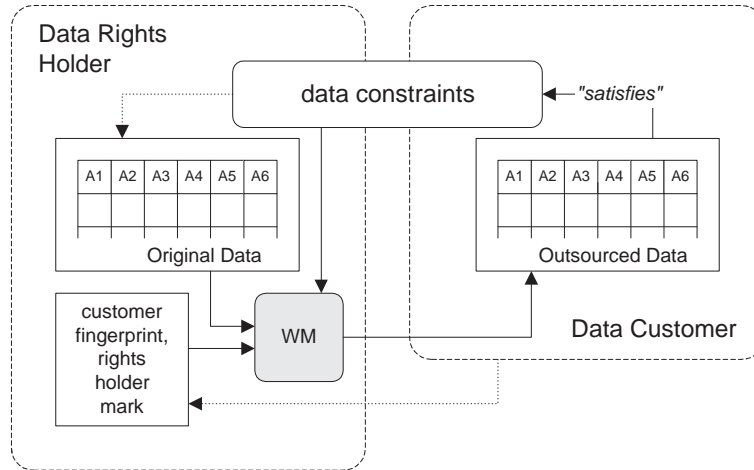 Data Rights
Holder
data constraints
"satisfies"
A1 A2 A3 A4 A5 A6
Original Data
A1 A2 A3 A4 A5 A6
Outsourced Data
customer
fingerprint,
rights
holder
mark
WM
Data Customer